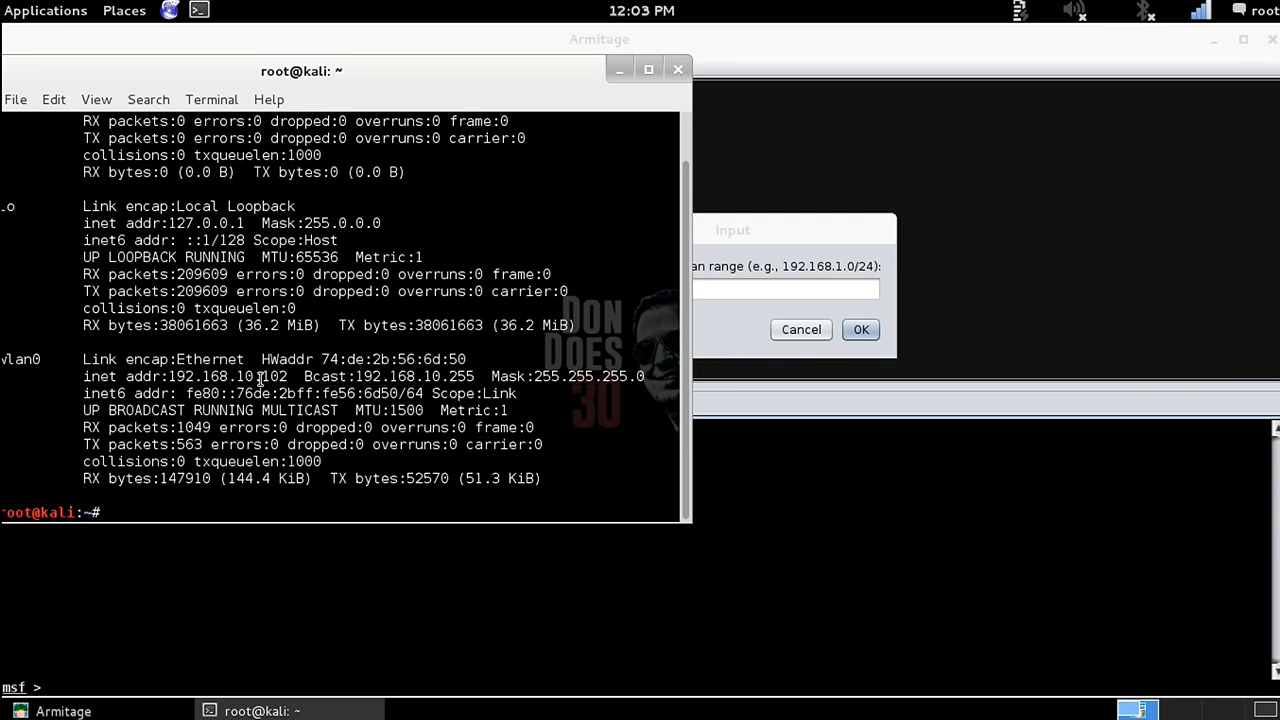 Applications Places 12:03 PM root
Armitage
root@kali: ~
File Edit View Search Terminal Help
RX packets:0 errors:0 dropped:0 overruns:0 frame:0
TX packets:0 errors:0 dropped:0 overruns:0 carrier:0
collisions:0 txqueuelen:1000
RX bytes:0 (0.0 B) TX bytes:0 (0.0 B)
lo Link encap:Local Loopback
inet addr:127.0.0.1 Mask:255.0.0.0
inet6 addr: ::1/128 Scope:Host
UP LOOPBACK RUNNING MTU:65536 Metric:1
RX packets:209609 errors:0 dropped:0 overruns:0 frame:0
TX packets:209609 errors:0 dropped:0 overruns:0 carrier:0
collisions:0 txqueuelen:0
RX bytes:38061663 (36.2 MiB) TX bytes:38061663 (36.2 MiB)
wlan0 Link encap:Ethernet HWaddr 74:de:2b:56:6d:50
inet addr:192.168.10.102 Bcast:192.168.10.255 Mask:255.255.255.0
inet6 addr: fe80::76de:2bff:fe56:6d50/64 Scope:Link
UP BROADCAST RUNNING MULTICAST MTU:1500 Metric:1
RX packets:1049 errors:0 dropped:0 overruns:0 frame:0
TX packets:563 errors:0 dropped:0 overruns:0 carrier:0
collisions:0 txqueuelen:1000
RX bytes:147910 (144.4 KiB) TX bytes:52570 (51.3 KiB)
root@kali:~#
DON
DOES
30
Input
an range (e.g., 192.168.1.0/24):
Cancel OK
msf >
Armitage root@kali: ~